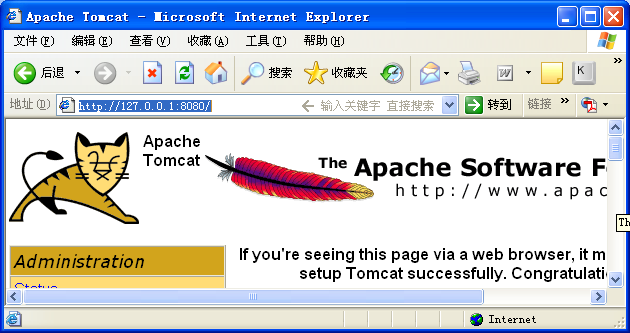 Apache Tomcat - Microsoft Internet Explorer
文件(F) 编辑(E) 查看(V) 收藏(A) 工具(T) 帮助(H)
后退 搜索 收藏夹 W K
地址(D) http://127.0.0.1:8080/ 输入关键字 直接搜索 转到 链接
Apache
Tomcat
The Apache Software F
http://www.apac
Th
Administration
If you're seeing this page via a web browser, it m
setup Tomcat successfully. Congratulati
Status
Internet